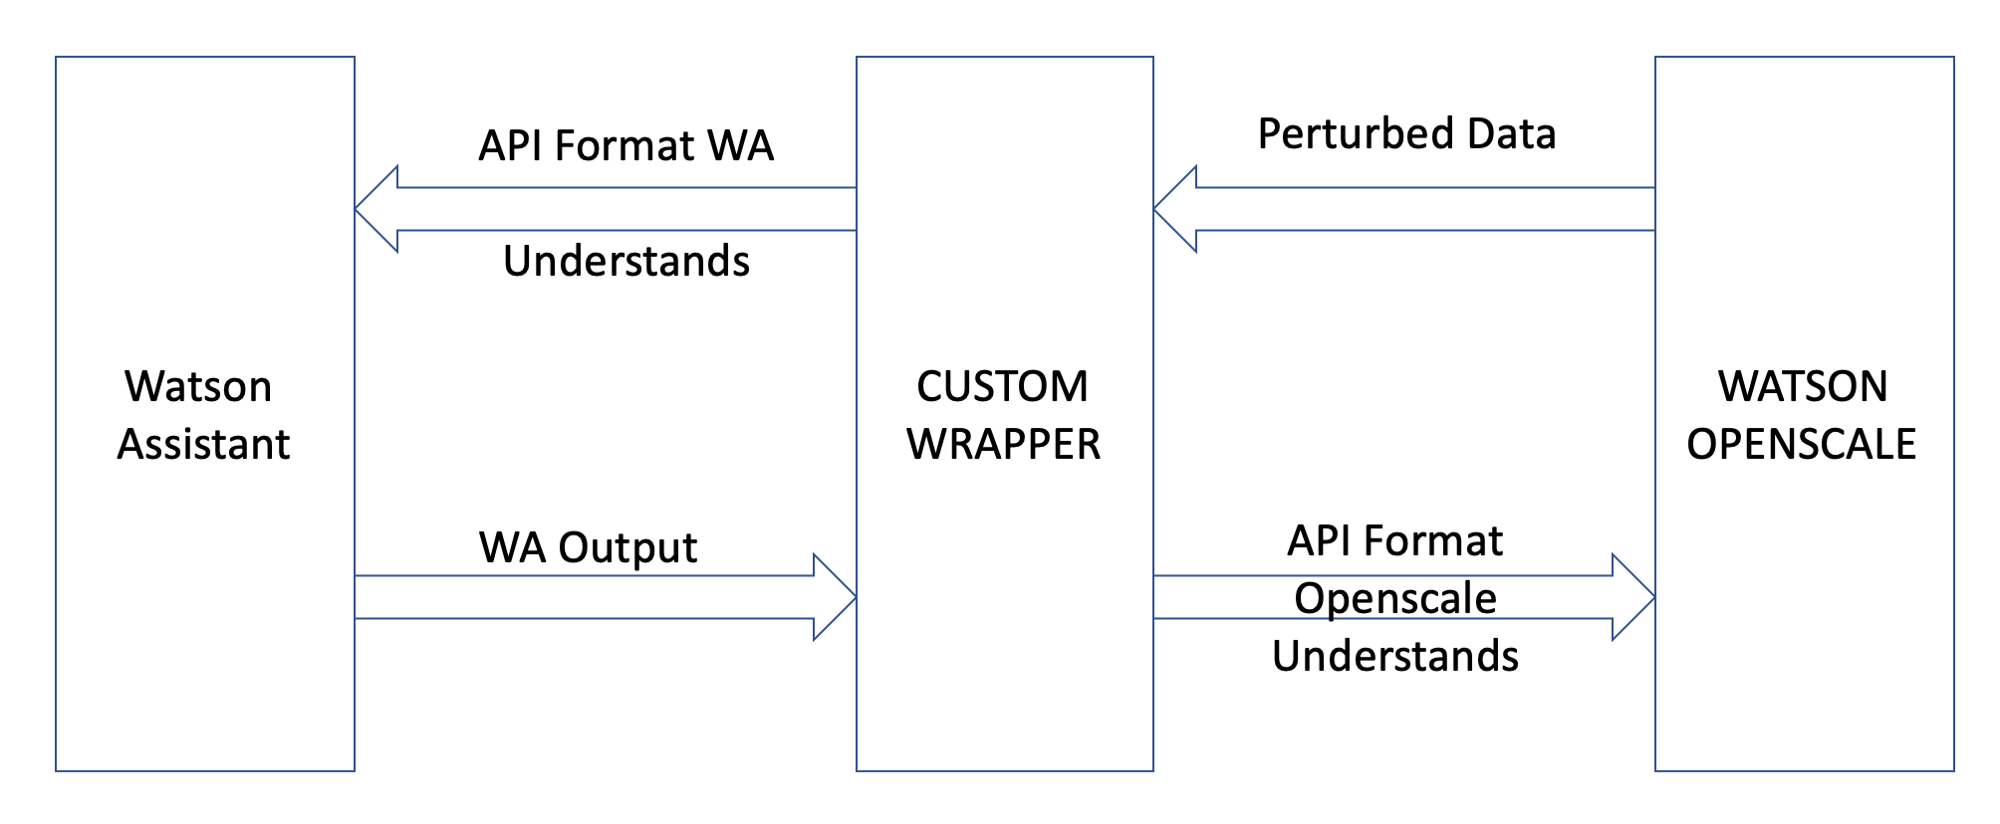 API Format WA
Understands
Perturbed Data
Watson
Assistant
CUSTOM
WRAPPER
WATSON
OPENSCALE
WA Output
API Format
Openscale
Understands